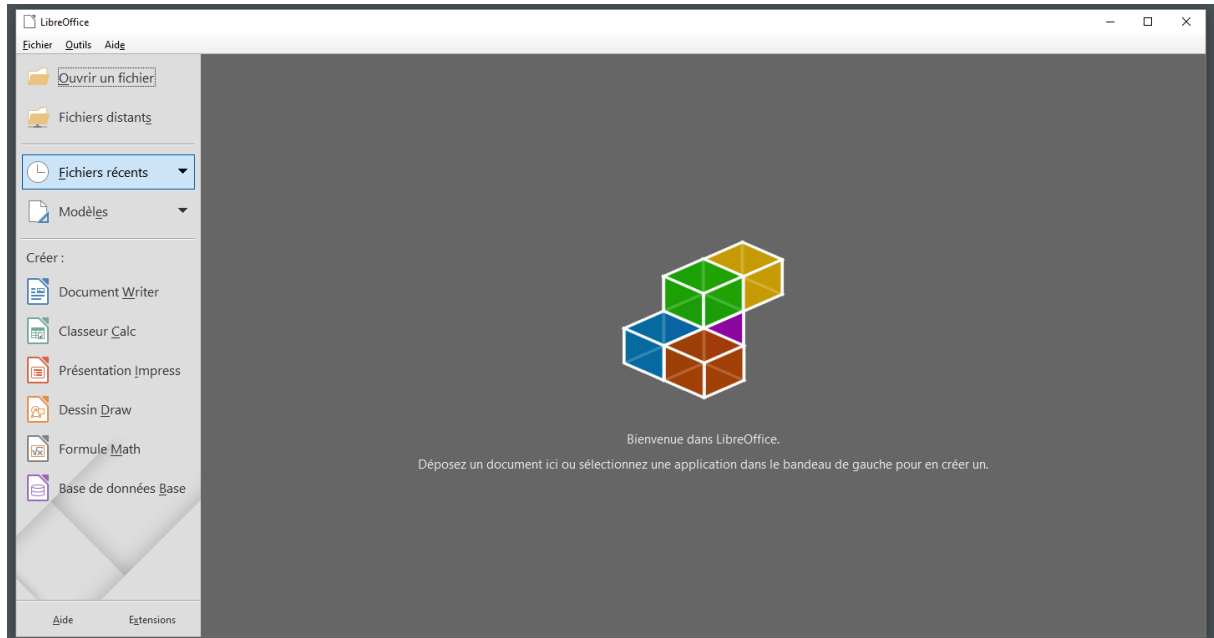 LibreOffice
Fichier Outils Aide
Ouvrir un fichier
Fichiers distants
Fichiers récents
Modèles
Créer :
Document Writer
Classeur Calc
Présentation Impress
Dessin Draw
Formule Math
Base de données Base
Aide Extensions
Bienvenue dans LibreOffice.
Déposez un document ici ou sélectionnez une application dans le bandeau de gauche pour en créer un.